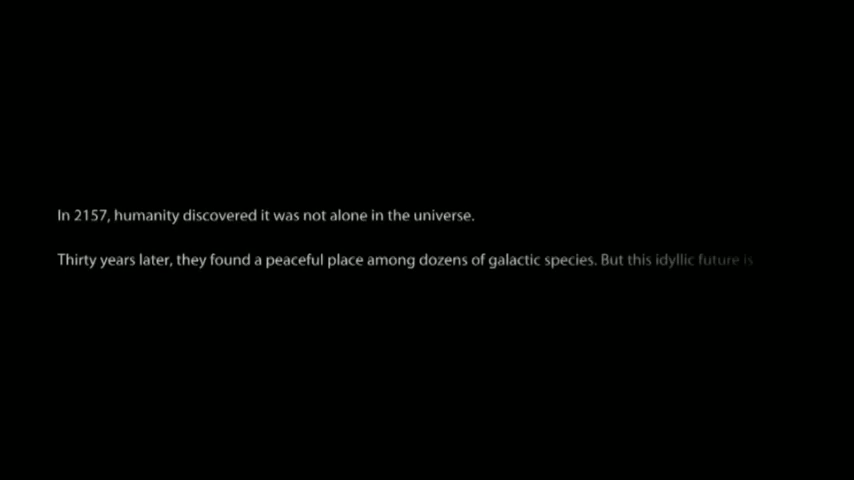 In 2157, humanity discovered it was not alone in the universe.
Thirty years later, they found a peaceful place among dozens of galactic species. But this idyllic future is